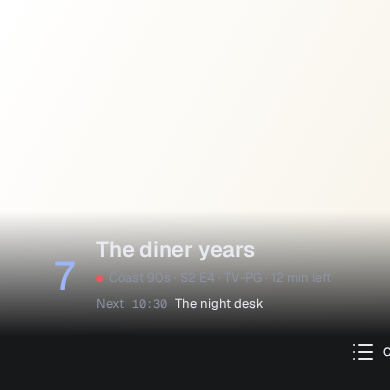 The diner years
7
Coast 90s · S2 E4 · TV-PG · 12 min left
Next 10:30 The night desk